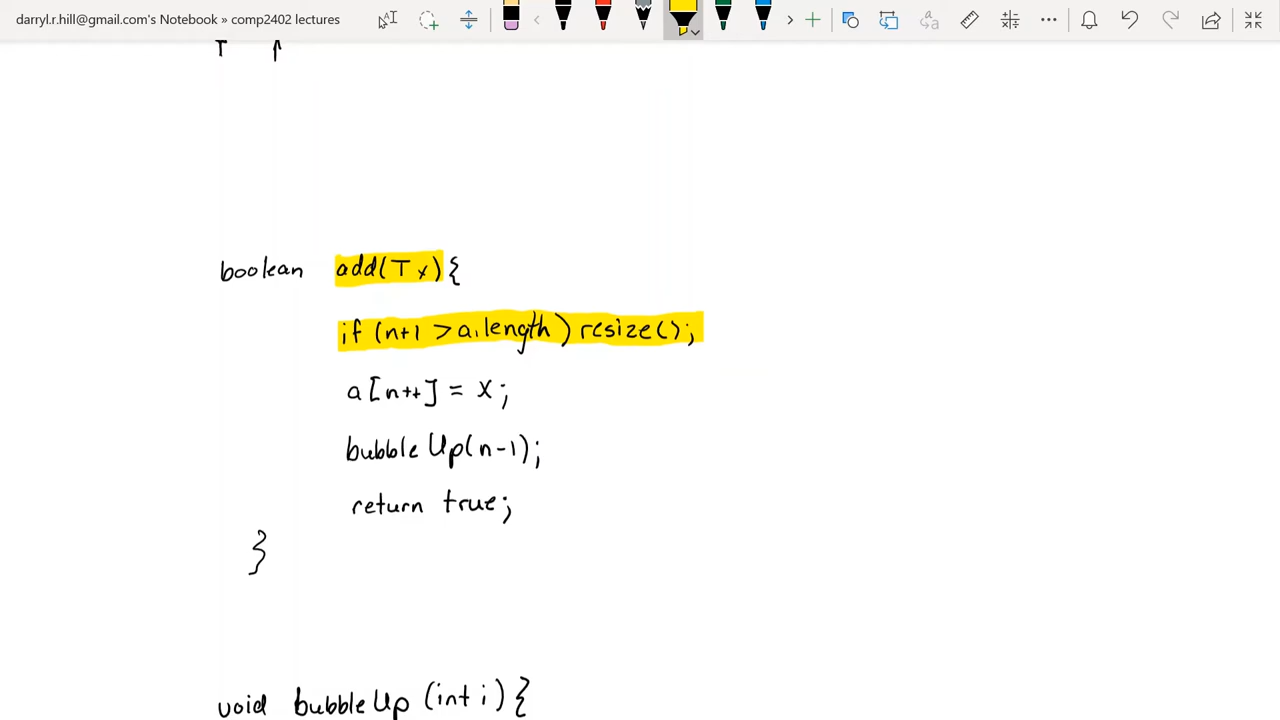 darryl.r.hill@gmail.com's Notebook » comp2402 lectures
boolean add(T x){
if (n+1 > a.length) resize();
a[n++] = x;
bubbleUp(n-1);
return true;
}
void bubbleUp (int i){